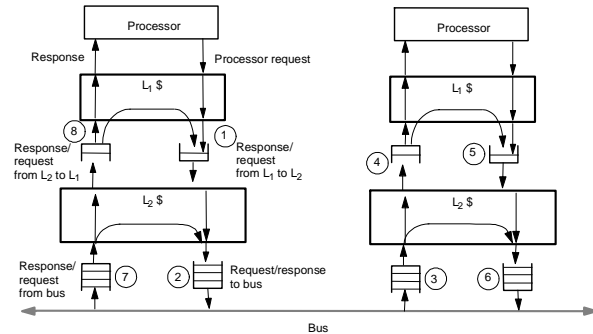 Processor
Response
Processor request
L1 $
8
1
Response/
request
from L2 to L1
Response/
request
from L1 to L2
L2 $
Response/
request
from bus
7
2
Request/response
to bus
Processor
L1 $
4
5
L2 $
3
6
Bus